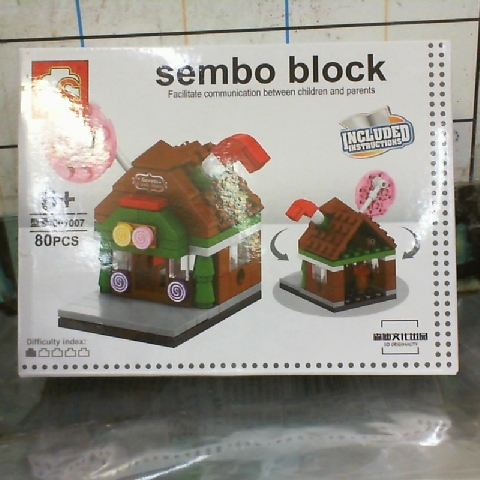 sembo block
Facilitate communication between children and parents
INCLUDED
INSTRUCTIONS
6+
80PCS
Difficulty index: